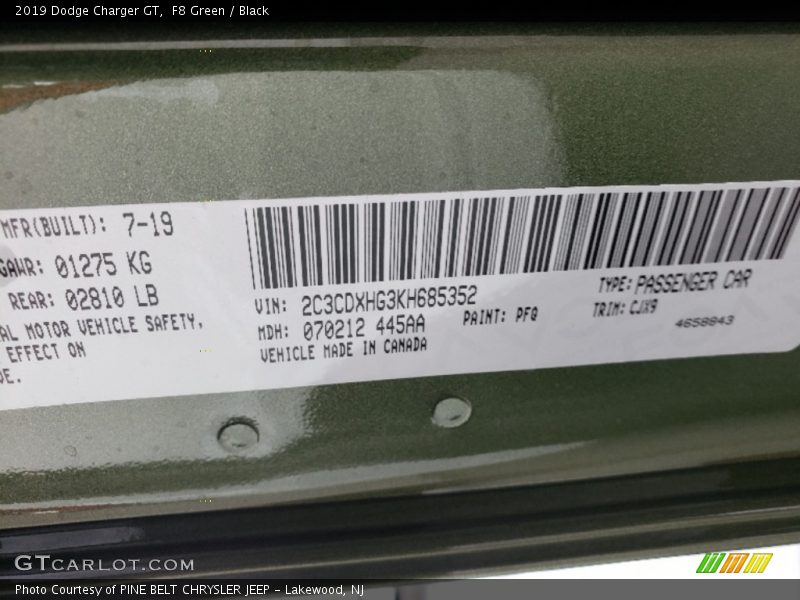 2019 Dodge Charger GT, F8 Green / Black
MFR(BUILT): 7-19
GAWR: 01275 KG
REAR: 02810 LB
AL MOTOR VEHICLE SAFETY,
EFFECT ON
VIN: 2C3CDXHG3KH685352
MDH: 070212 445AA
PAINT: PFQ
VEHICLE MADE IN CANADA
TYPE: PASSENGER CAR
TRIM: CJX9
4658843
GTCARLOT.COM
Photo Courtesy of PINE BELT CHRYSLER JEEP - Lakewood, NJ